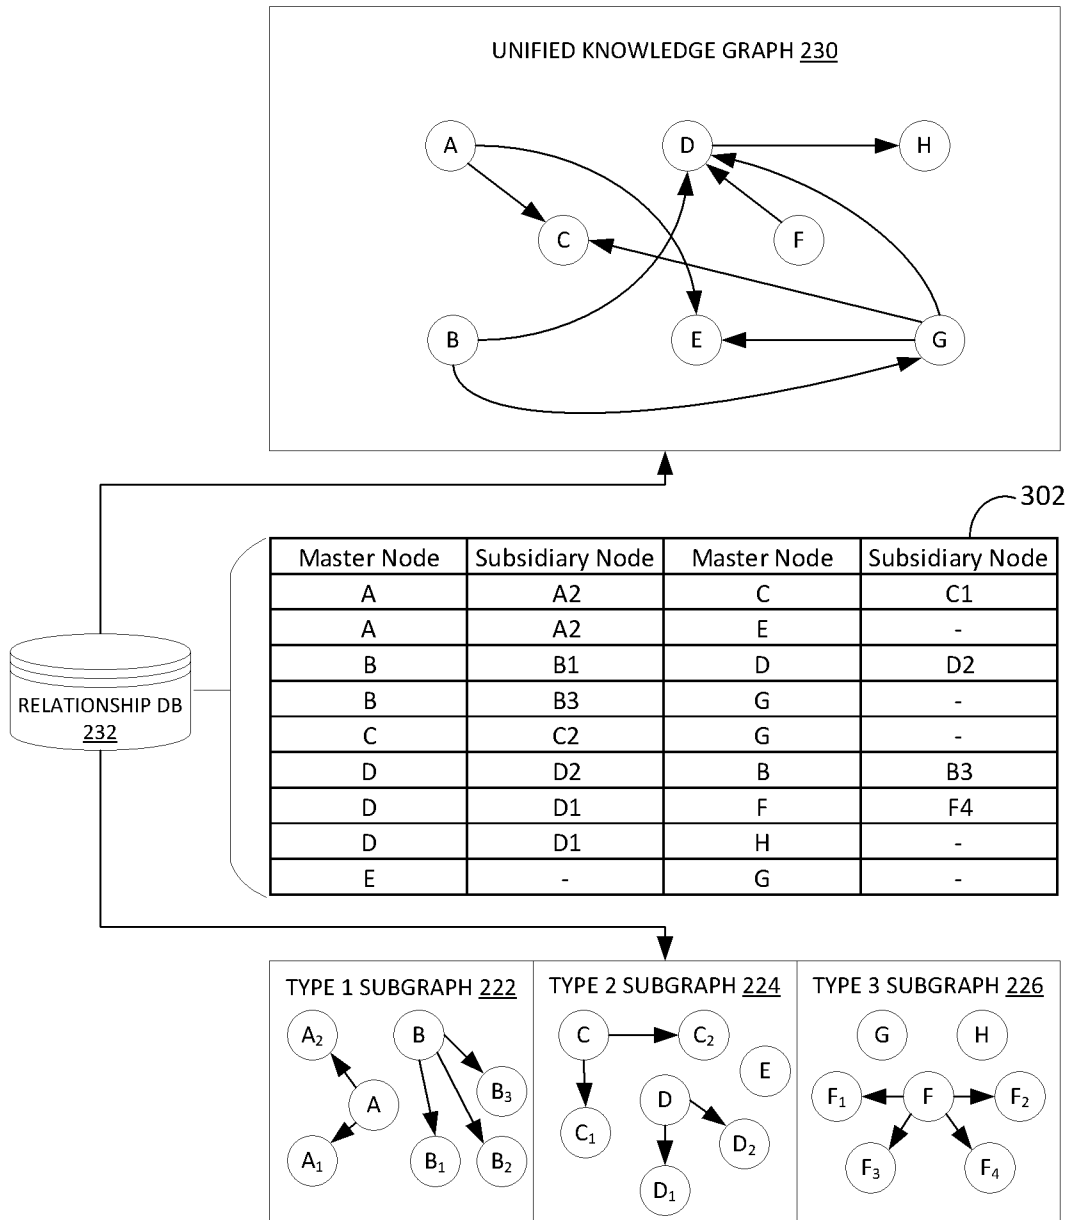 UNIFIED KNOWLEDGE GRAPH 230
A D H
C F
B E G
302
Master Node Subsidiary Node Master Node Subsidiary Node
A A2 C C1
A A2 E -
B B1 D D2
B B3 G -
C C2 G -
D D2 B B3
D D1 F F4
D D1 H -
E - G -
RELATIONSHIP DB
232
TYPE 1 SUBGRAPH 222
A₂ B
B₃
A
A₁ B₁ B₂
TYPE 2 SUBGRAPH 224
C C₂
E
D
C₁ D₂
D₁
TYPE 3 SUBGRAPH 226
G H
F₁ F F₂
F₃ F₄